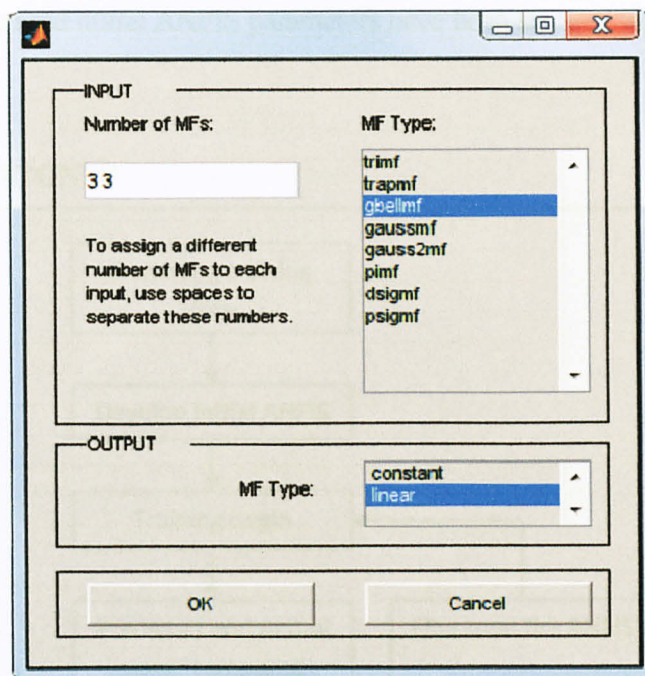 INPUT
Number of MFs:
3 3
To assign a different
number of MFs to each
input, use spaces to
separate these numbers.
MF Type:
trimf
trapmf
gbellmf
gaussmf
gauss2mf
pimf
dsigmf
psigmf
OUTPUT
MF Type:
constant
linear
OK
Cancel